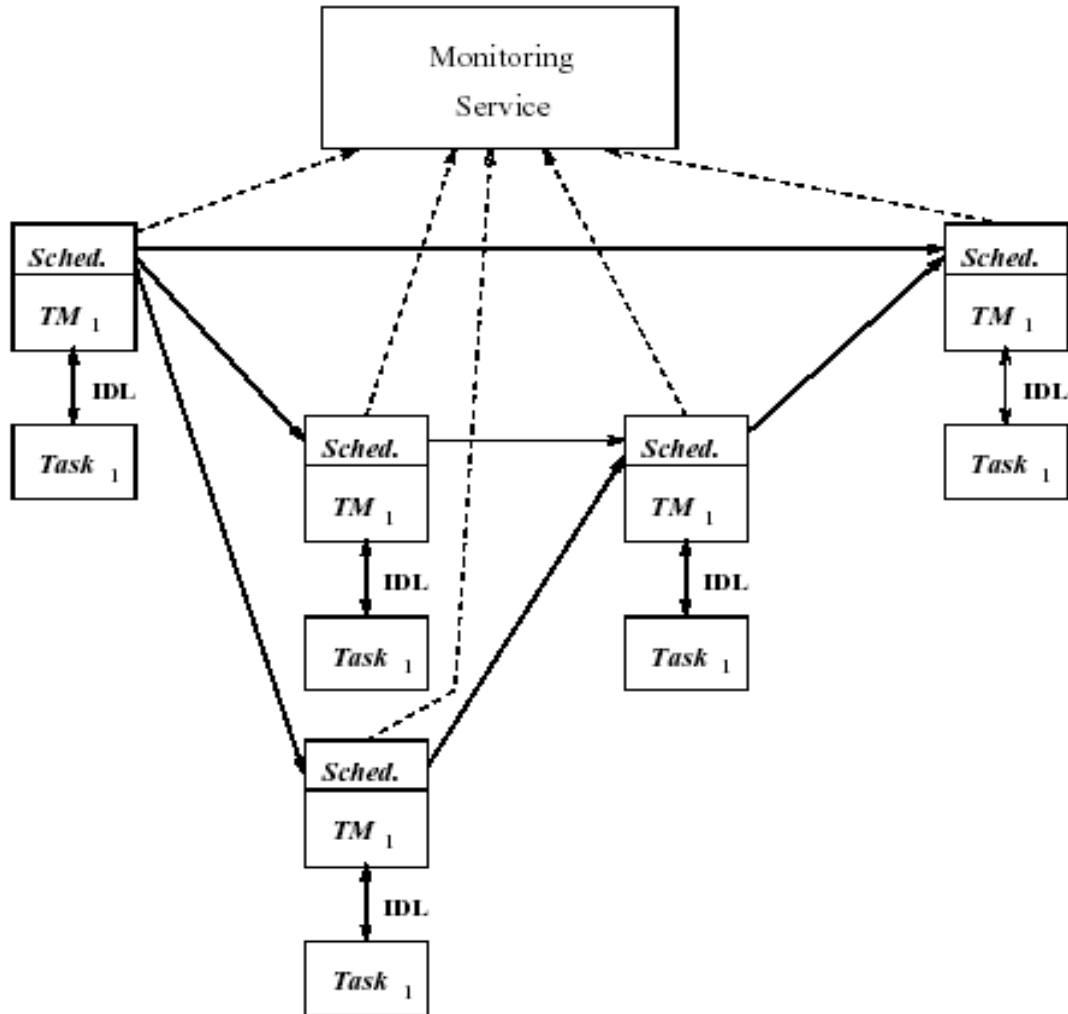 Monitoring
Service
Sched.
TM 1
IDL
Task 1
Sched.
TM 1
IDL
Task 1
Sched.
TM 1
IDL
Task 1
Sched.
TM 1
IDL
Task 1
Sched.
TM 1
IDL
Task 1